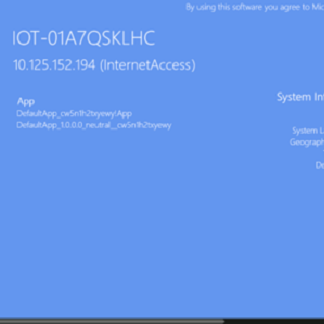 By using this software you agree to Mic
IOT-01A7QSKLHC
10.125.152.194 (InternetAccess)
System In
App
DefaultApp_cw5n1h2txyewy!App
DefaultApp_1.0.0.0_neutral__cw5n1h2txyewy
System L
Geograph
De